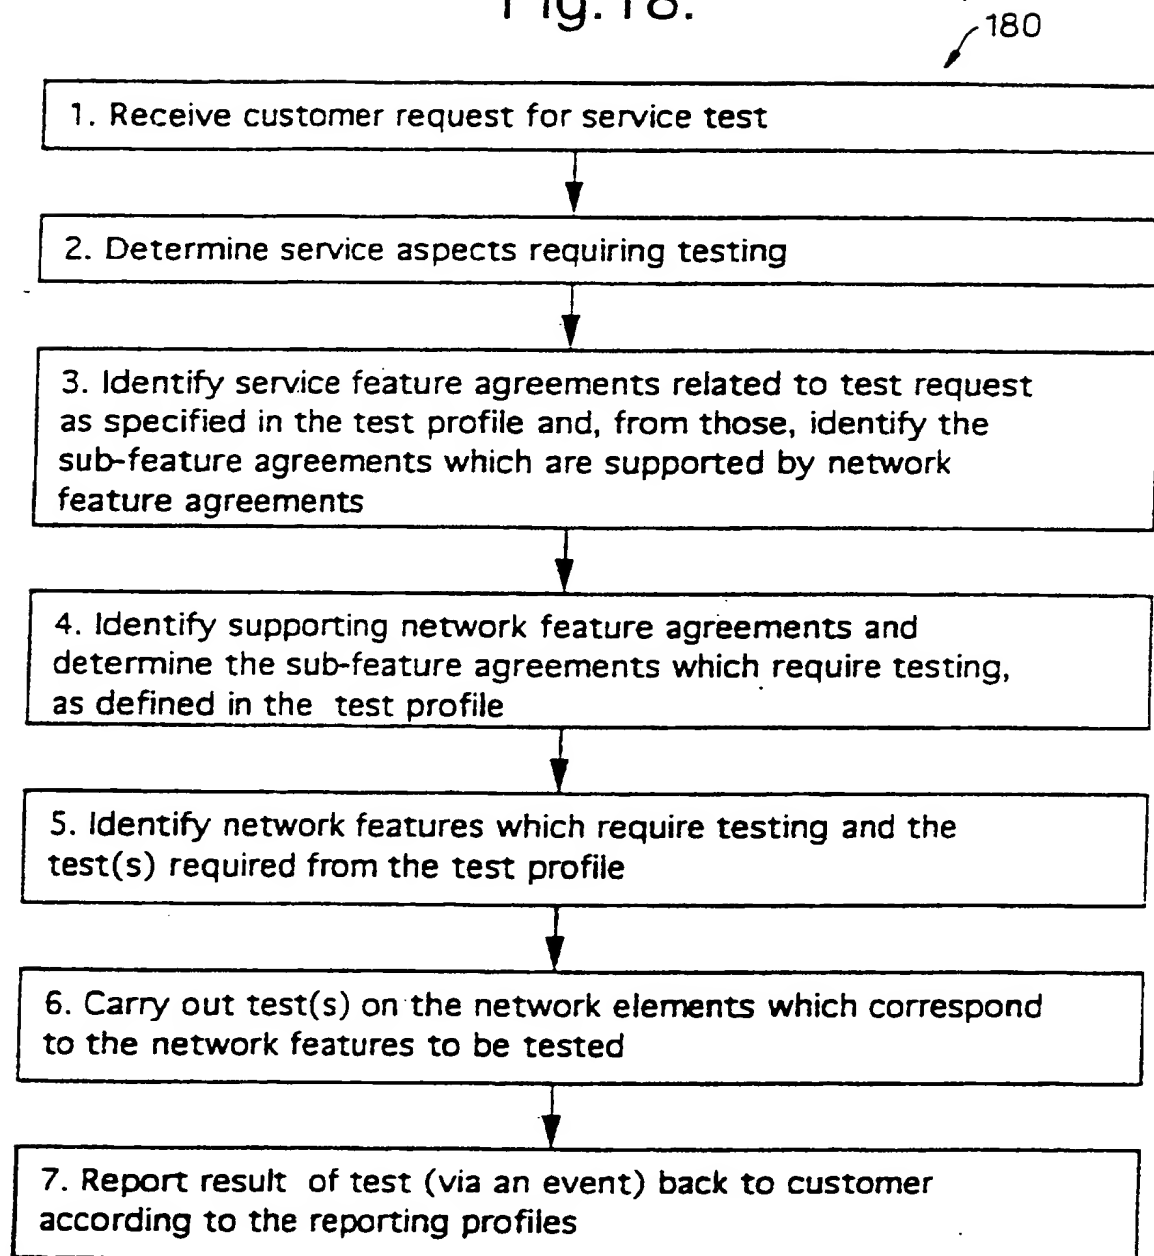 Fig.18.
180
1. Receive customer request for service test
2. Determine service aspects requiring testing
3. Identify service feature agreements related to test request
as specified in the test profile and, from those, identify the
sub-feature agreements which are supported by network
feature agreements
4. Identify supporting network feature agreements and
determine the sub-feature agreements which require testing,
as defined in the test profile
5. Identify network features which require testing and the
test(s) required from the test profile
6. Carry out test(s) on the network elements which correspond
to the network features to be tested
7. Report result of test (via an event) back to customer
according to the reporting profiles